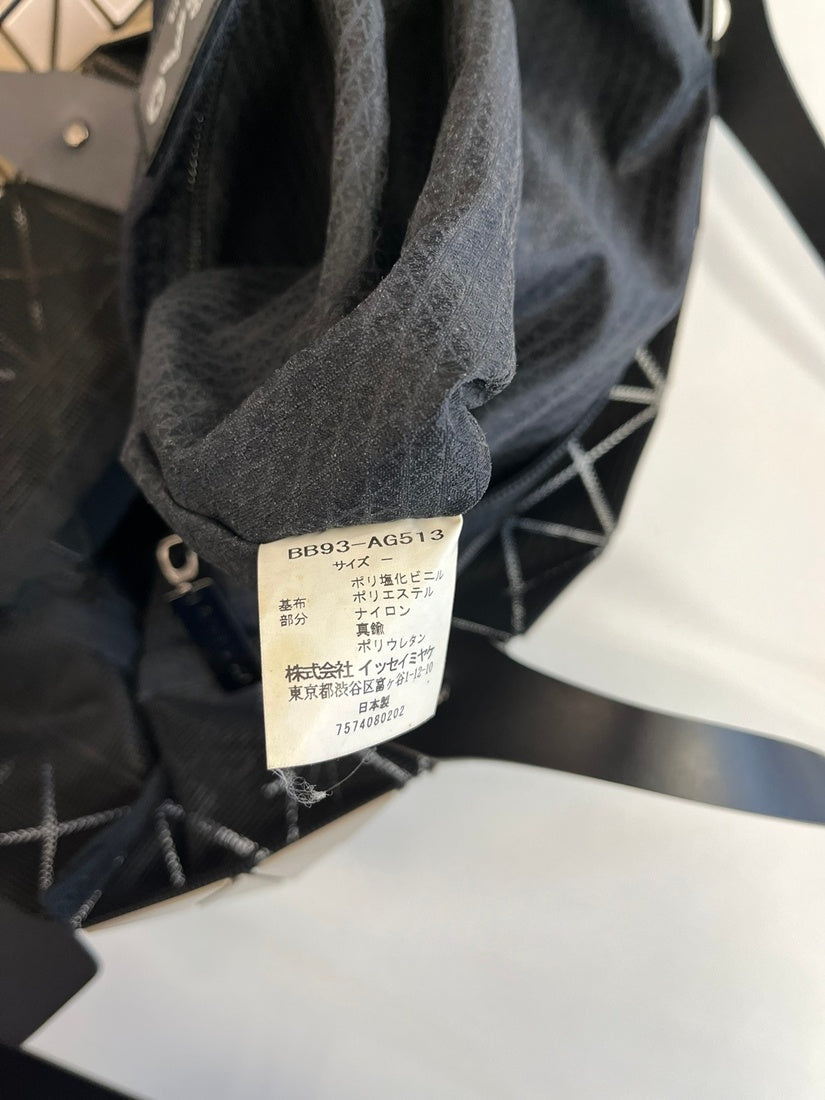 BB93-AG513
サイズ －
ポリ塩化ビニル
基布 ポリエステル
部分 ナイロン
真鍮
ポリウレタン
株式会社 イッセイミヤケ
東京都渋谷区富ヶ谷1-12-10
日本製
7574080202